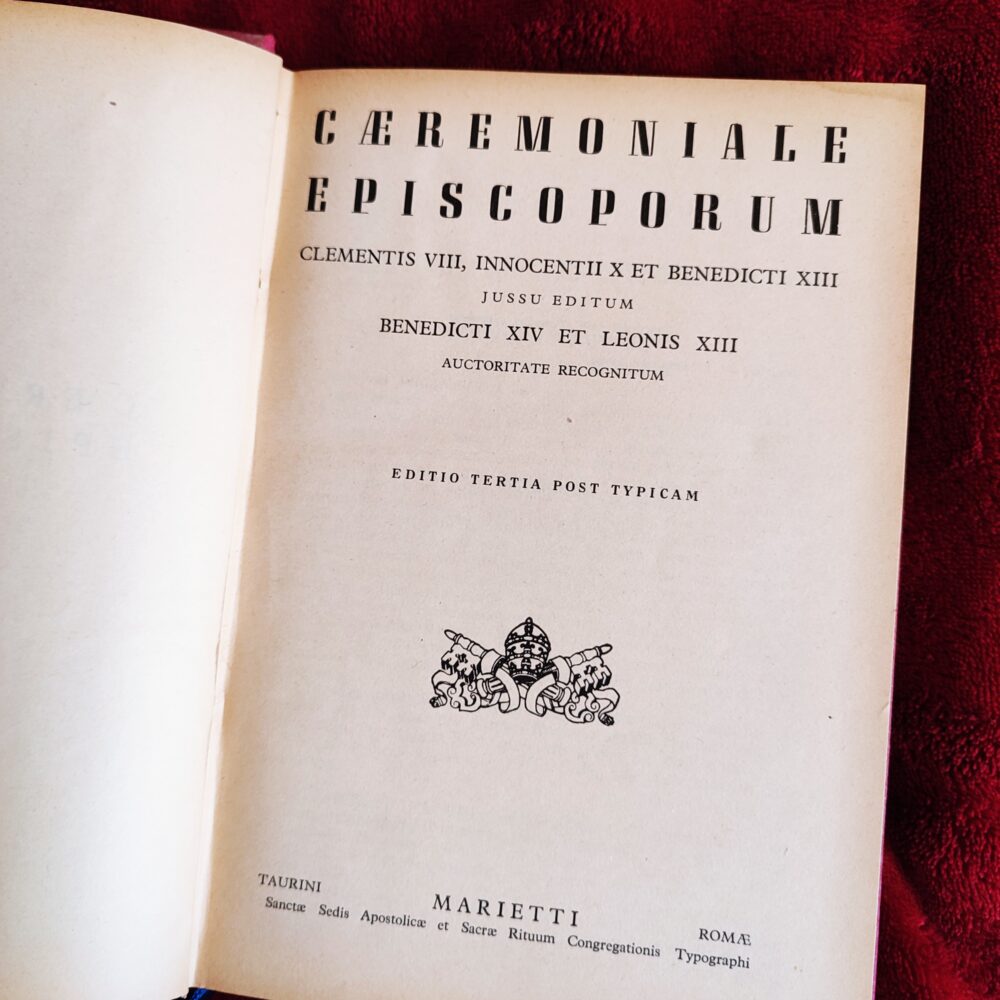 CÆREMONIALE
EPISCOPORUM
CLEMENTIS VIII, INNOCENTII X ET BENEDICTI XIII
JUSSU EDITUM
BENEDICTI XIV ET LEONIS XIII
AUCTORITATE RECOGNITUM
EDITIO TERTIA POST TYPICAM
TAURINI MARIETTI ROMÆ
Sanctæ Sedis Apostolicæ et Sacræ Rituum Congregationis Typographi